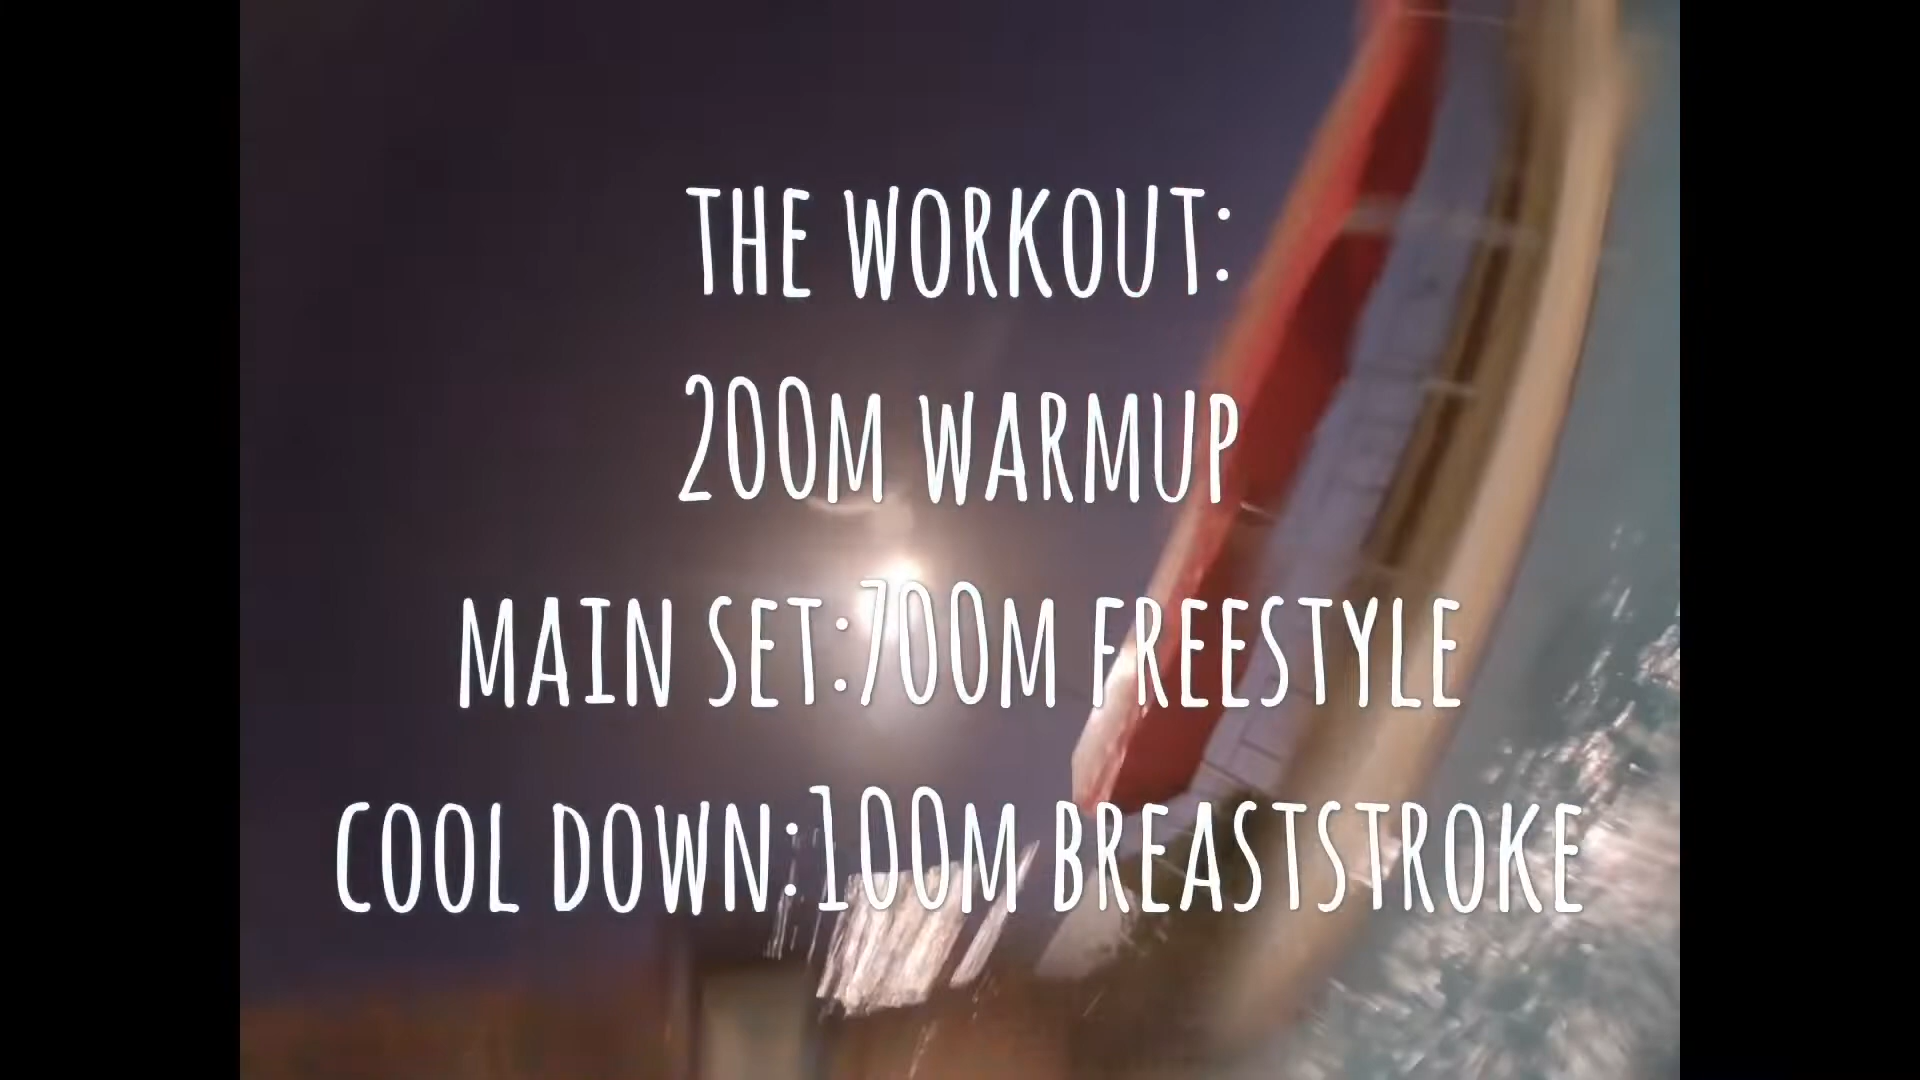 THE WORKOUT:
200M WARMUP
MAIN SET:700M FREESTYLE
COOL DOWN:100M BREASTSTROKE